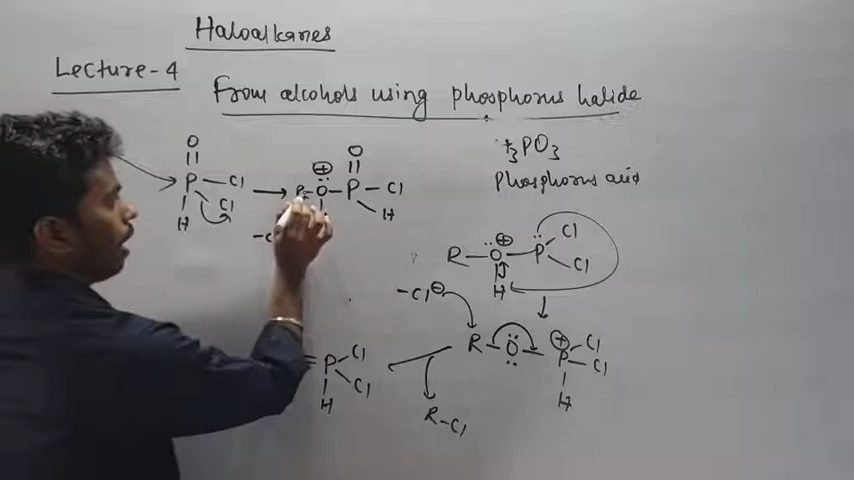 Haloalkanes
Lecture-4
From alcohols using phosphorus halide
O
P
Cl
Cl
H
O
R-O-P-Cl
H
H3PO3
Phosphorus acid
R-O-P
Cl
Cl
H
-Cl⊖
R-O-P
Cl
Cl
H
P
Cl
Cl
H
R-Cl